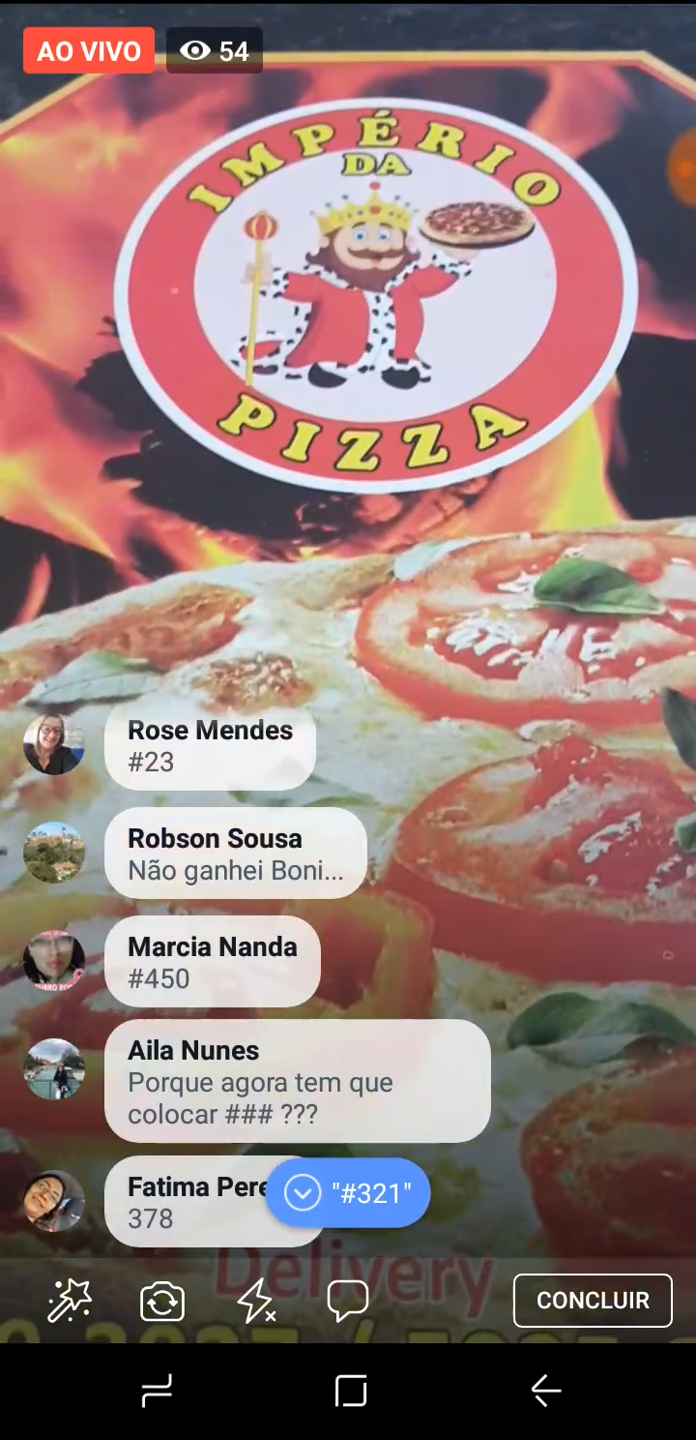 AO VIVO
54
IMPÉRIO
DA
PIZZA
Rose Mendes
#23
Robson Sousa
Não ganhei Boni...
Marcia Nanda
#450
Aila Nunes
Porque agora tem que
colocar ### ???
Fatima Pere
378
"#321"
Delivery
CONCLUIR